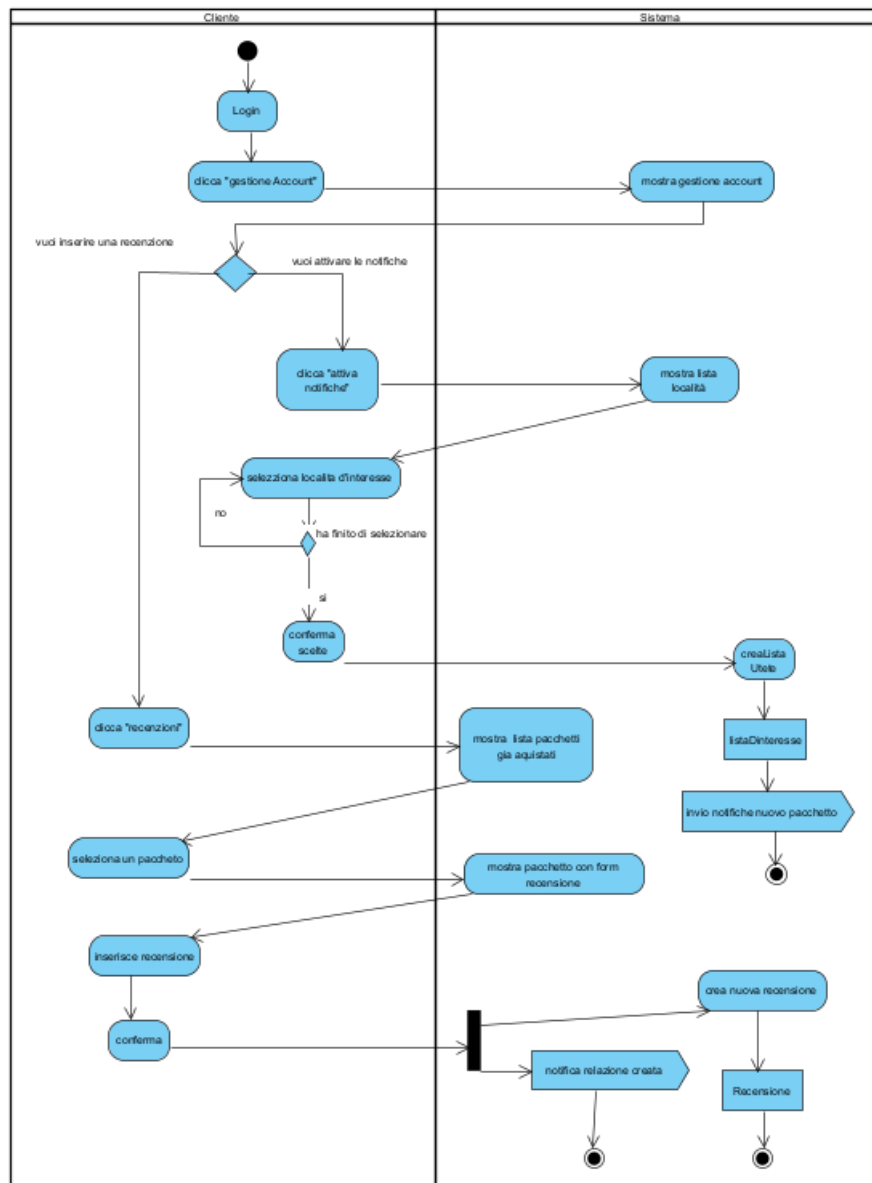 Cliente
Sistema
Login
clicca "gestione Account"
mostra gestione account
vuoi inserire una recenzione
vuoi attivare le notifiche
clicca "attiva
notifiche"
mostra lista
località
selezziona localita d'interesse
no
ha finito di selezionare
si
conferma
scelte
creaLista
Utete
clicca "recenzioni"
mostra lista pacchetti
gia aquistati
listaDinteresse
invio notifiche nuovo pacchetto
seleziona un paccheto
mostra pacchetto con form
recensione
inserisce recensione
crea nuova recensione
conferma
notifica relazione creata
Recensione